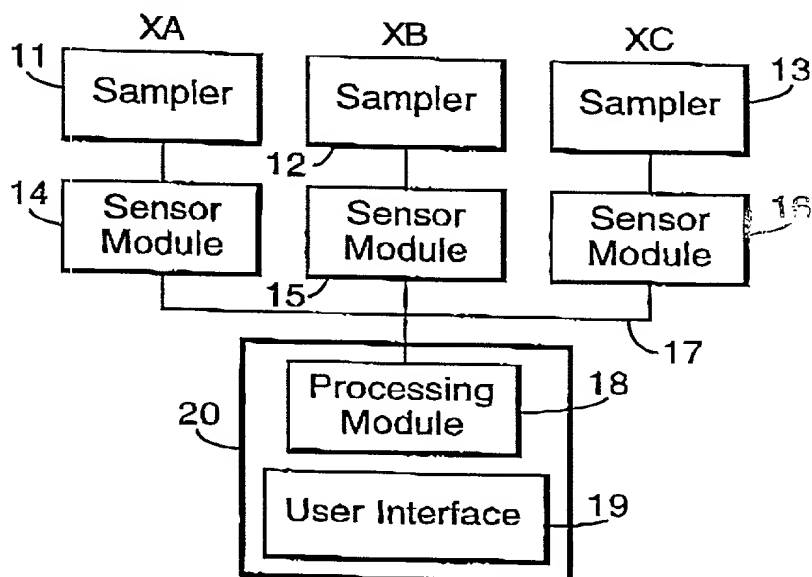 XA XB XC
11 Sampler Sampler Sampler 13
12
14 Sensor Module Sensor Module Sensor Module 16
15
17
20 Processing Module 18
User Interface 19